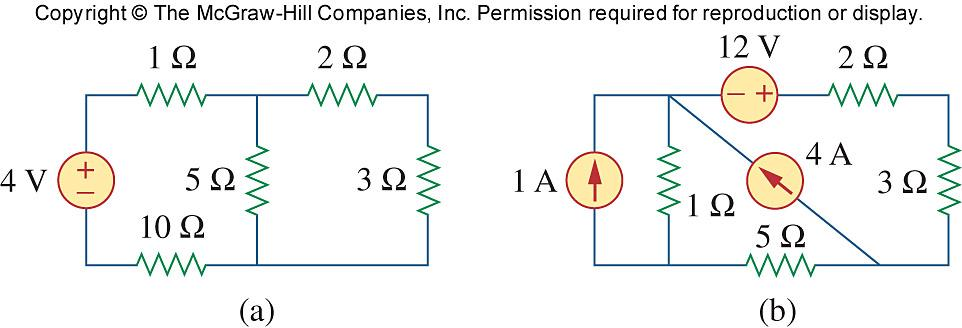 Copyright © The McGraw-Hill Companies, Inc. Permission required for reproduction or display.
1 Ω 2 Ω
4 V + − 5 Ω 3 Ω
10 Ω
(a)
12 V 2 Ω
− +
4 A
1 A 3 Ω
1 Ω
5 Ω
(b)